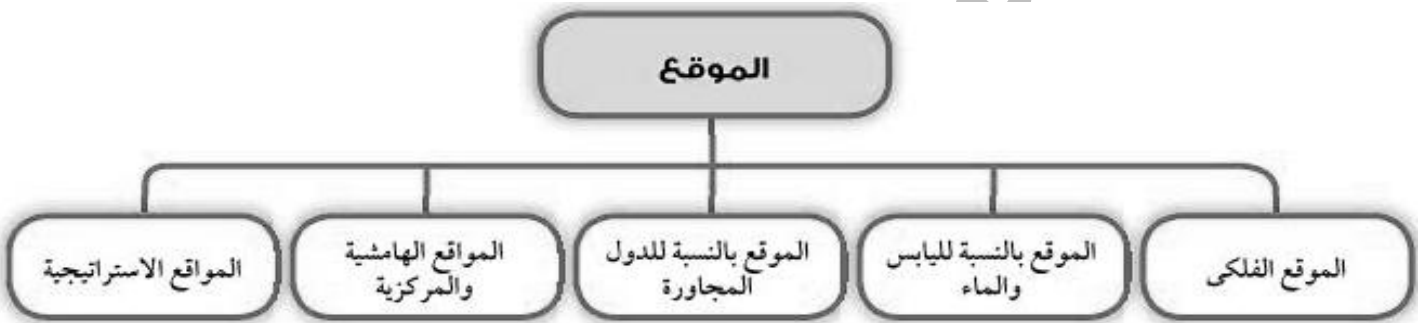 الموقع
الموقع الفلكى
الموقع بالنسبة لليابس
والماء
الموقع بالنسبة للدول
المجاورة
المواقع الهامشية
والمركزية
المواقع الاستراتيجية